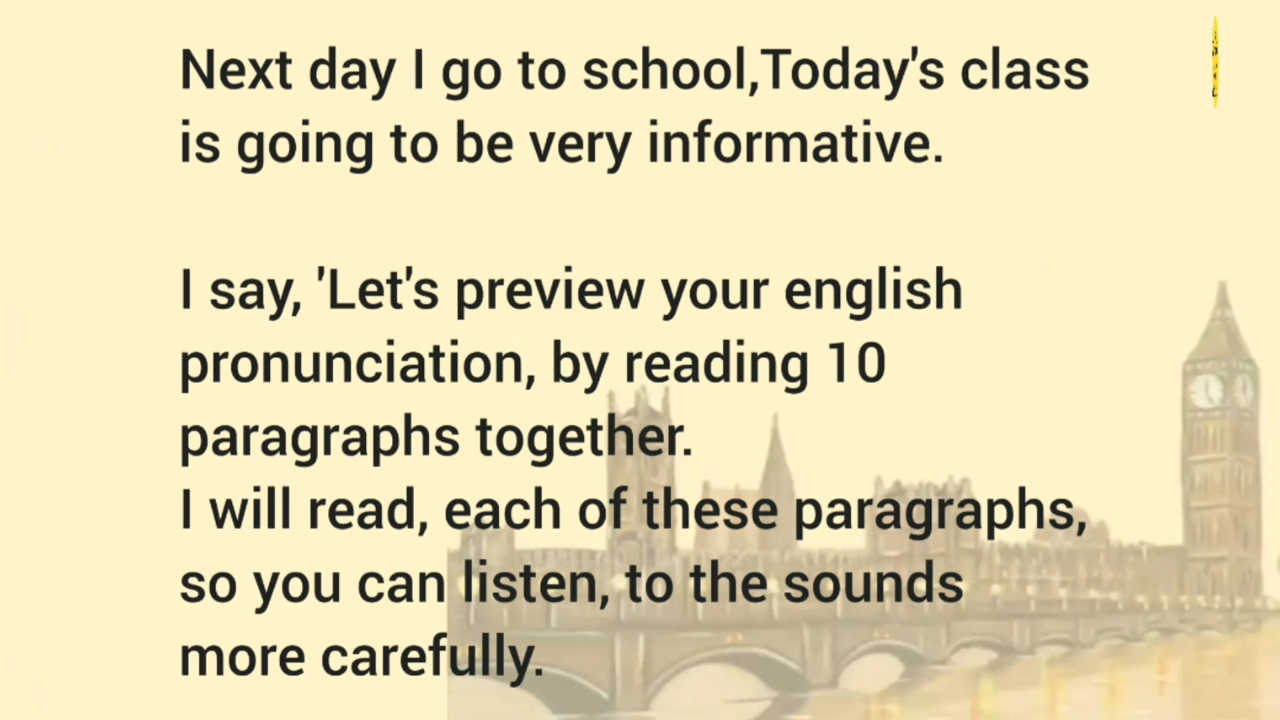 Next day I go to school,Today's class
is going to be very informative.
I say, 'Let's preview your english
pronunciation, by reading 10
paragraphs together.
I will read, each of these paragraphs,
so you can listen, to the sounds
more carefully.